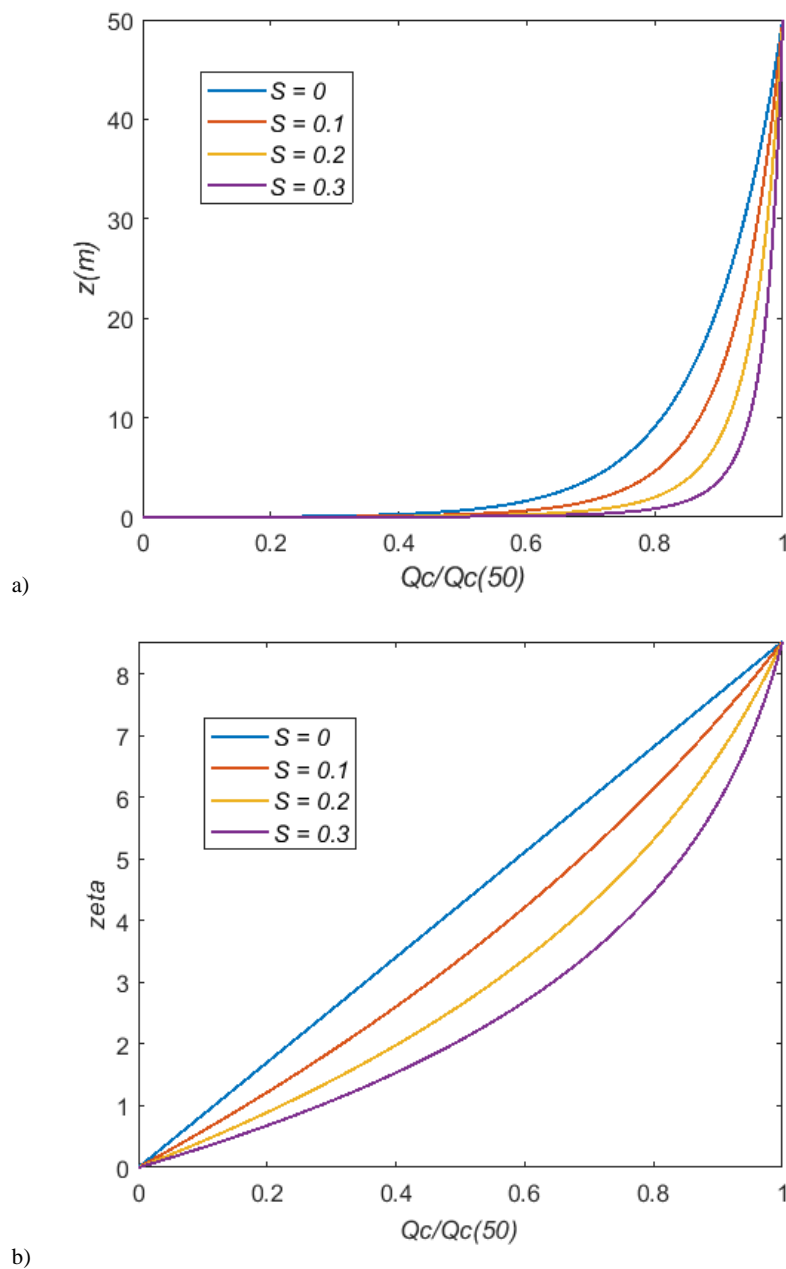 50
40
30
20
10
0
z(m)
S = 0
S = 0.1
S = 0.2
S = 0.3
0 0.2 0.4 0.6 0.8 1
Qc/Qc(50)
a)
8
7
6
5
4
3
2
1
0
zeta
S = 0
S = 0.1
S = 0.2
S = 0.3
0 0.2 0.4 0.6 0.8 1
Qc/Qc(50)
b)